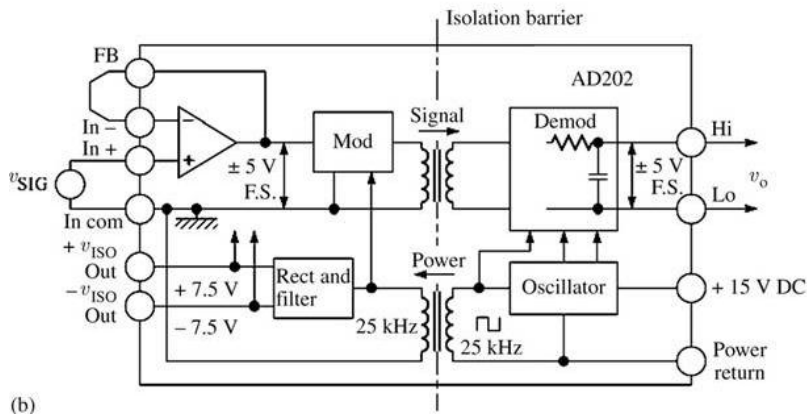 Isolation barrier
FB
AD202
Signal
Demod
Hi
In –
In +
Mod
± 5 V
F.S.
± 5 V
F.S.
v_o
v_SIG
Lo
In com
+ v_ISO
Out
Power
Rect and
filter
Oscillator
+ 15 V DC
– v_ISO
Out
+ 7.5 V
– 7.5 V
25 kHz
25 kHz
Power
return
(b)